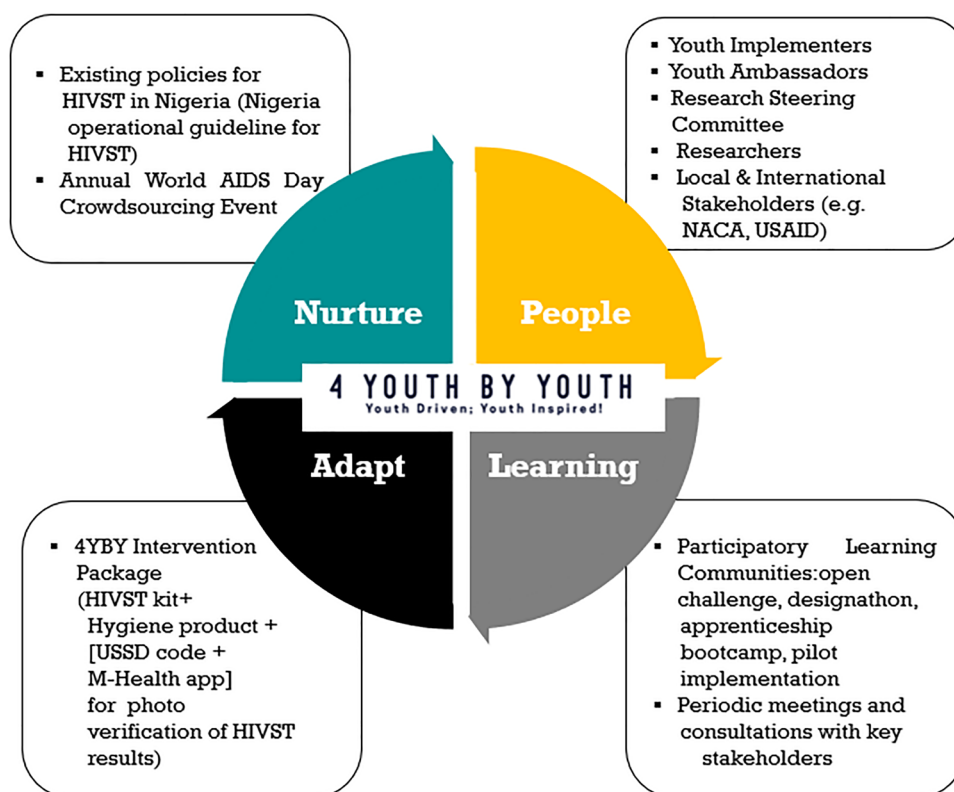 ▪ Existing policies for
HIVST in Nigeria (Nigeria
operational guideline for
HIVST)
▪ Annual World AIDS Day
Crowdsourcing Event
▪ Youth Implementers
▪ Youth Ambassadors
▪ Research Steering
Committee
▪ Researchers
▪ Local & International
Stakeholders (e.g.
NACA, USAID)
Nurture
People
4 YOUTH BY YOUTH
Youth Driven; Youth Inspired!
Adapt
Learning
▪ 4YBY Intervention
Package
(HIVST kit+
Hygiene product +
[USSD code +
M-Health app]
for photo
verification of HIVST
results)
▪ Participatory Learning
Communities:open
challenge, designathon,
apprenticeship
bootcamp, pilot
implementation
▪ Periodic meetings and
consultations with key
stakeholders